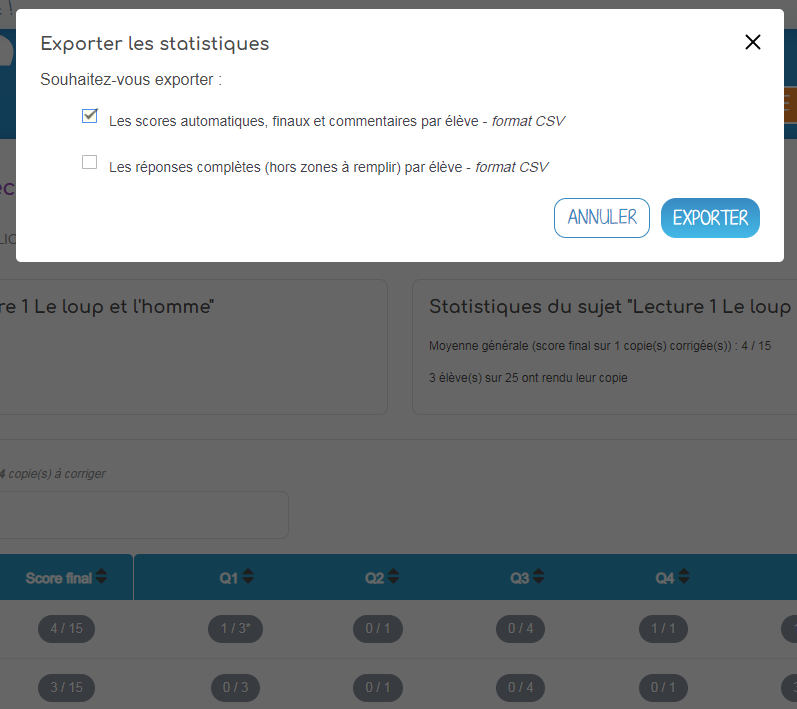 Exporter les statistiques
Souhaitez-vous exporter :
Les scores automatiques, finaux et commentaires par élève - format CSV
Les réponses complètes (hors zones à remplir) par élève - format CSV
ANNULER EXPORTER
re 1 Le loup et l'homme"
Statistiques du sujet "Lecture 1 Le loup
Moyenne générale (score final sur 1 copie(s) corrigée(s)) : 4 / 15
3 élève(s) sur 25 ont rendu leur copie
4 copie(s) à corriger
Score final Q1 Q2 Q3 Q4
4 / 15 1 / 3* 0 / 1 0 / 4 1 / 1
3 / 15 0 / 3 0 / 1 0 / 4 0 / 1